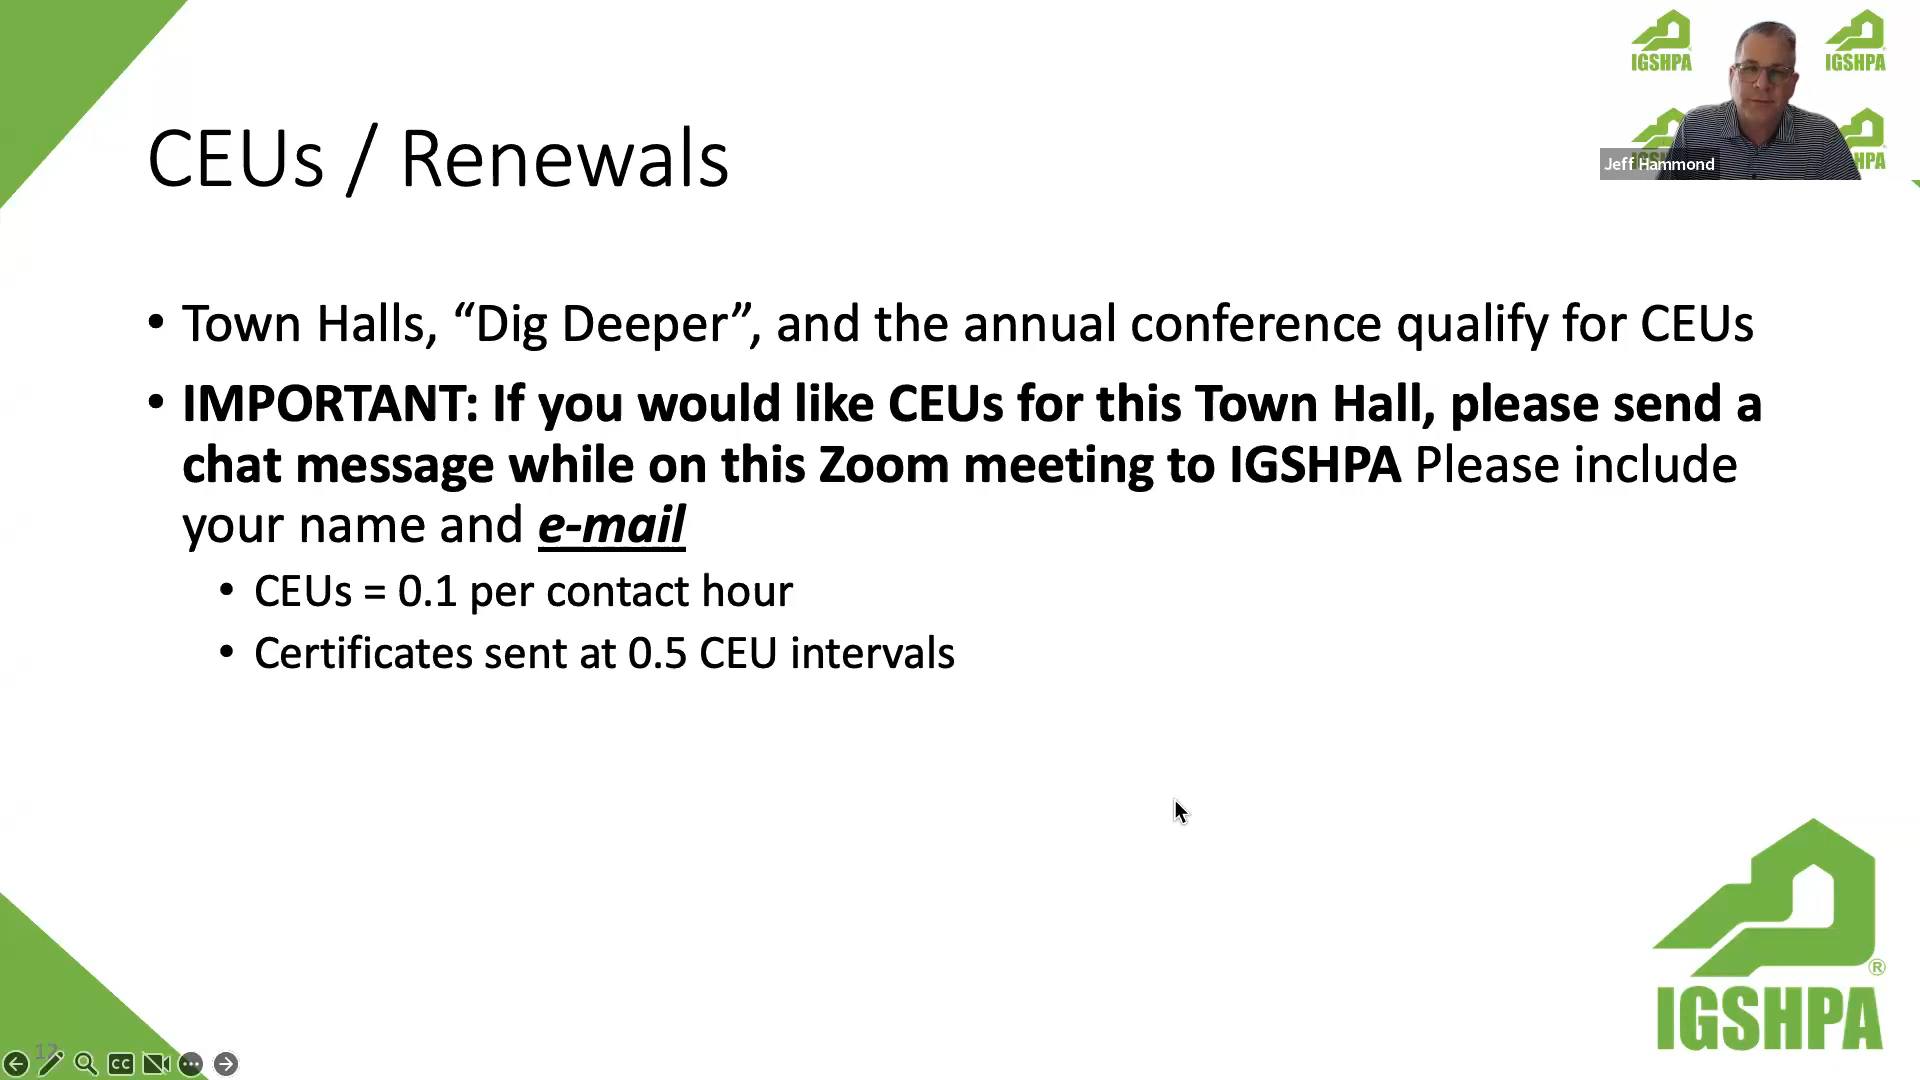 IGSHPA
IGSHPA
Jeff Hammond
HPA
CEUs / Renewals
• Town Halls, “Dig Deeper”, and the annual conference qualify for CEUs
• IMPORTANT: If you would like CEUs for this Town Hall, please send a
chat message while on this Zoom meeting to IGSHPA Please include
your name and e-mail
• CEUs = 0.1 per contact hour
• Certificates sent at 0.5 CEU intervals
®
IGSHPA
12
CC